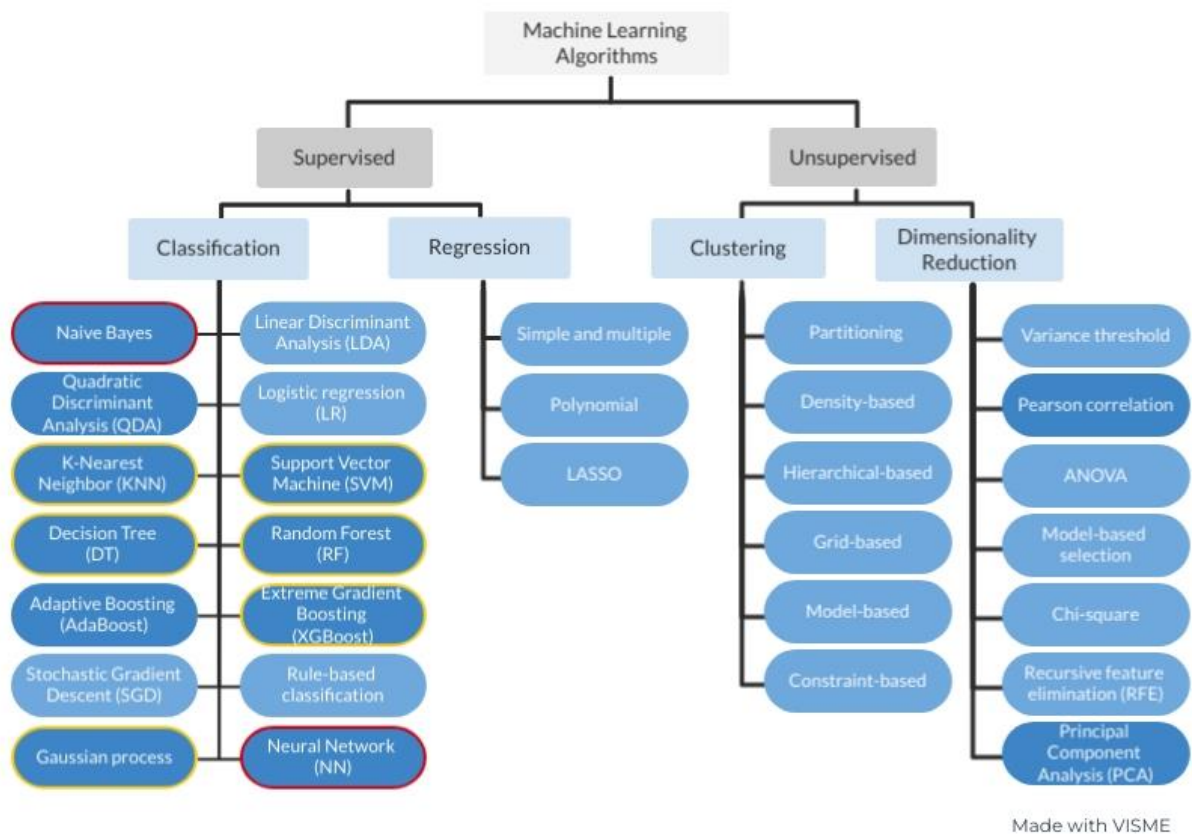 Machine Learning
Algorithms
Supervised
Unsupervised
Classification
Regression
Clustering
Dimensionality
Reduction
Naive Bayes
Linear Discriminant
Analysis (LDA)
Quadratic
Discriminant
Analysis (QDA)
Logistic regression
(LR)
K-Nearest
Neighbor (KNN)
Support Vector
Machine (SVM)
Decision Tree
(DT)
Random Forest
(RF)
Adaptive Boosting
(AdaBoost)
Extreme Gradient
Boosting
(XGBoost)
Stochastic Gradient
Descent (SGD)
Rule-based
classification
Gaussian process
Neural Network
(NN)
Simple and multiple
Polynomial
LASSO
Partitioning
Density-based
Hierarchical-based
Grid-based
Model-based
Constraint-based
Variance threshold
Pearson correlation
ANOVA
Model-based
selection
Chi-square
Recursive feature
elimination (RFE)
Principal
Component
Analysis (PCA)
Made with VISME